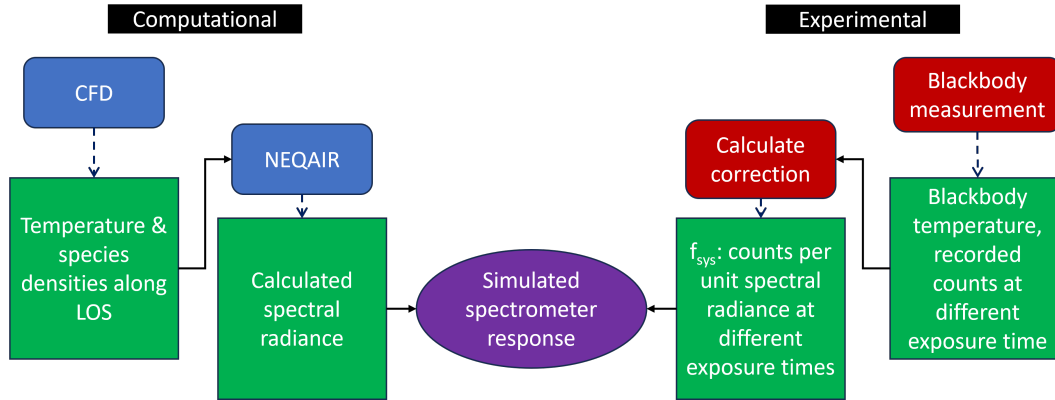 Computational
Experimental
CFD
Temperature &
species
densities along
LOS
NEQAIR
Calculated
spectral
radiance
Simulated
spectrometer
response
Calculate
correction
fsys: counts per
unit spectral
radiance at
different
exposure times
Blackbody
measurement
Blackbody
temperature,
recorded
counts at
different
exposure time